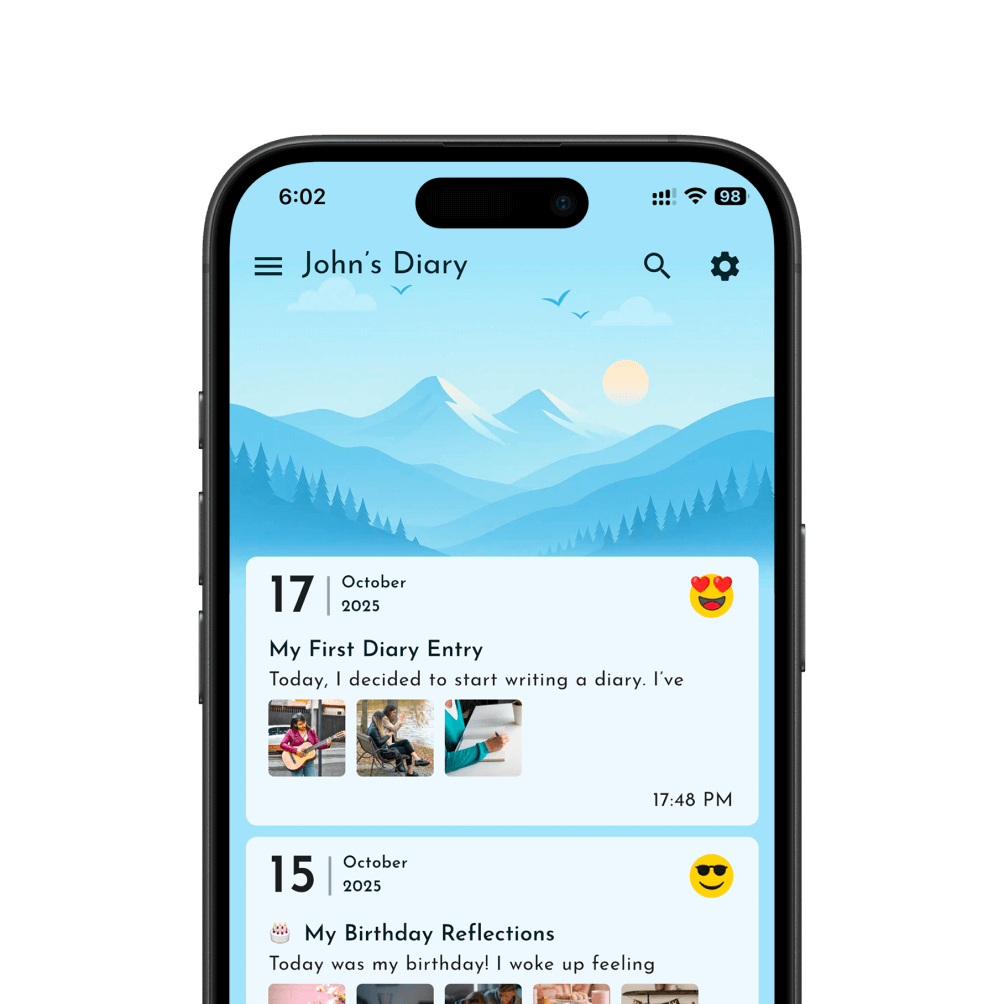 6:02
98
John's Diary
17
October
2025
My First Diary Entry
Today, I decided to start writing a diary. I've
17:48 PM
15
October
2025
My Birthday Reflections
Today was my birthday! I woke up feeling